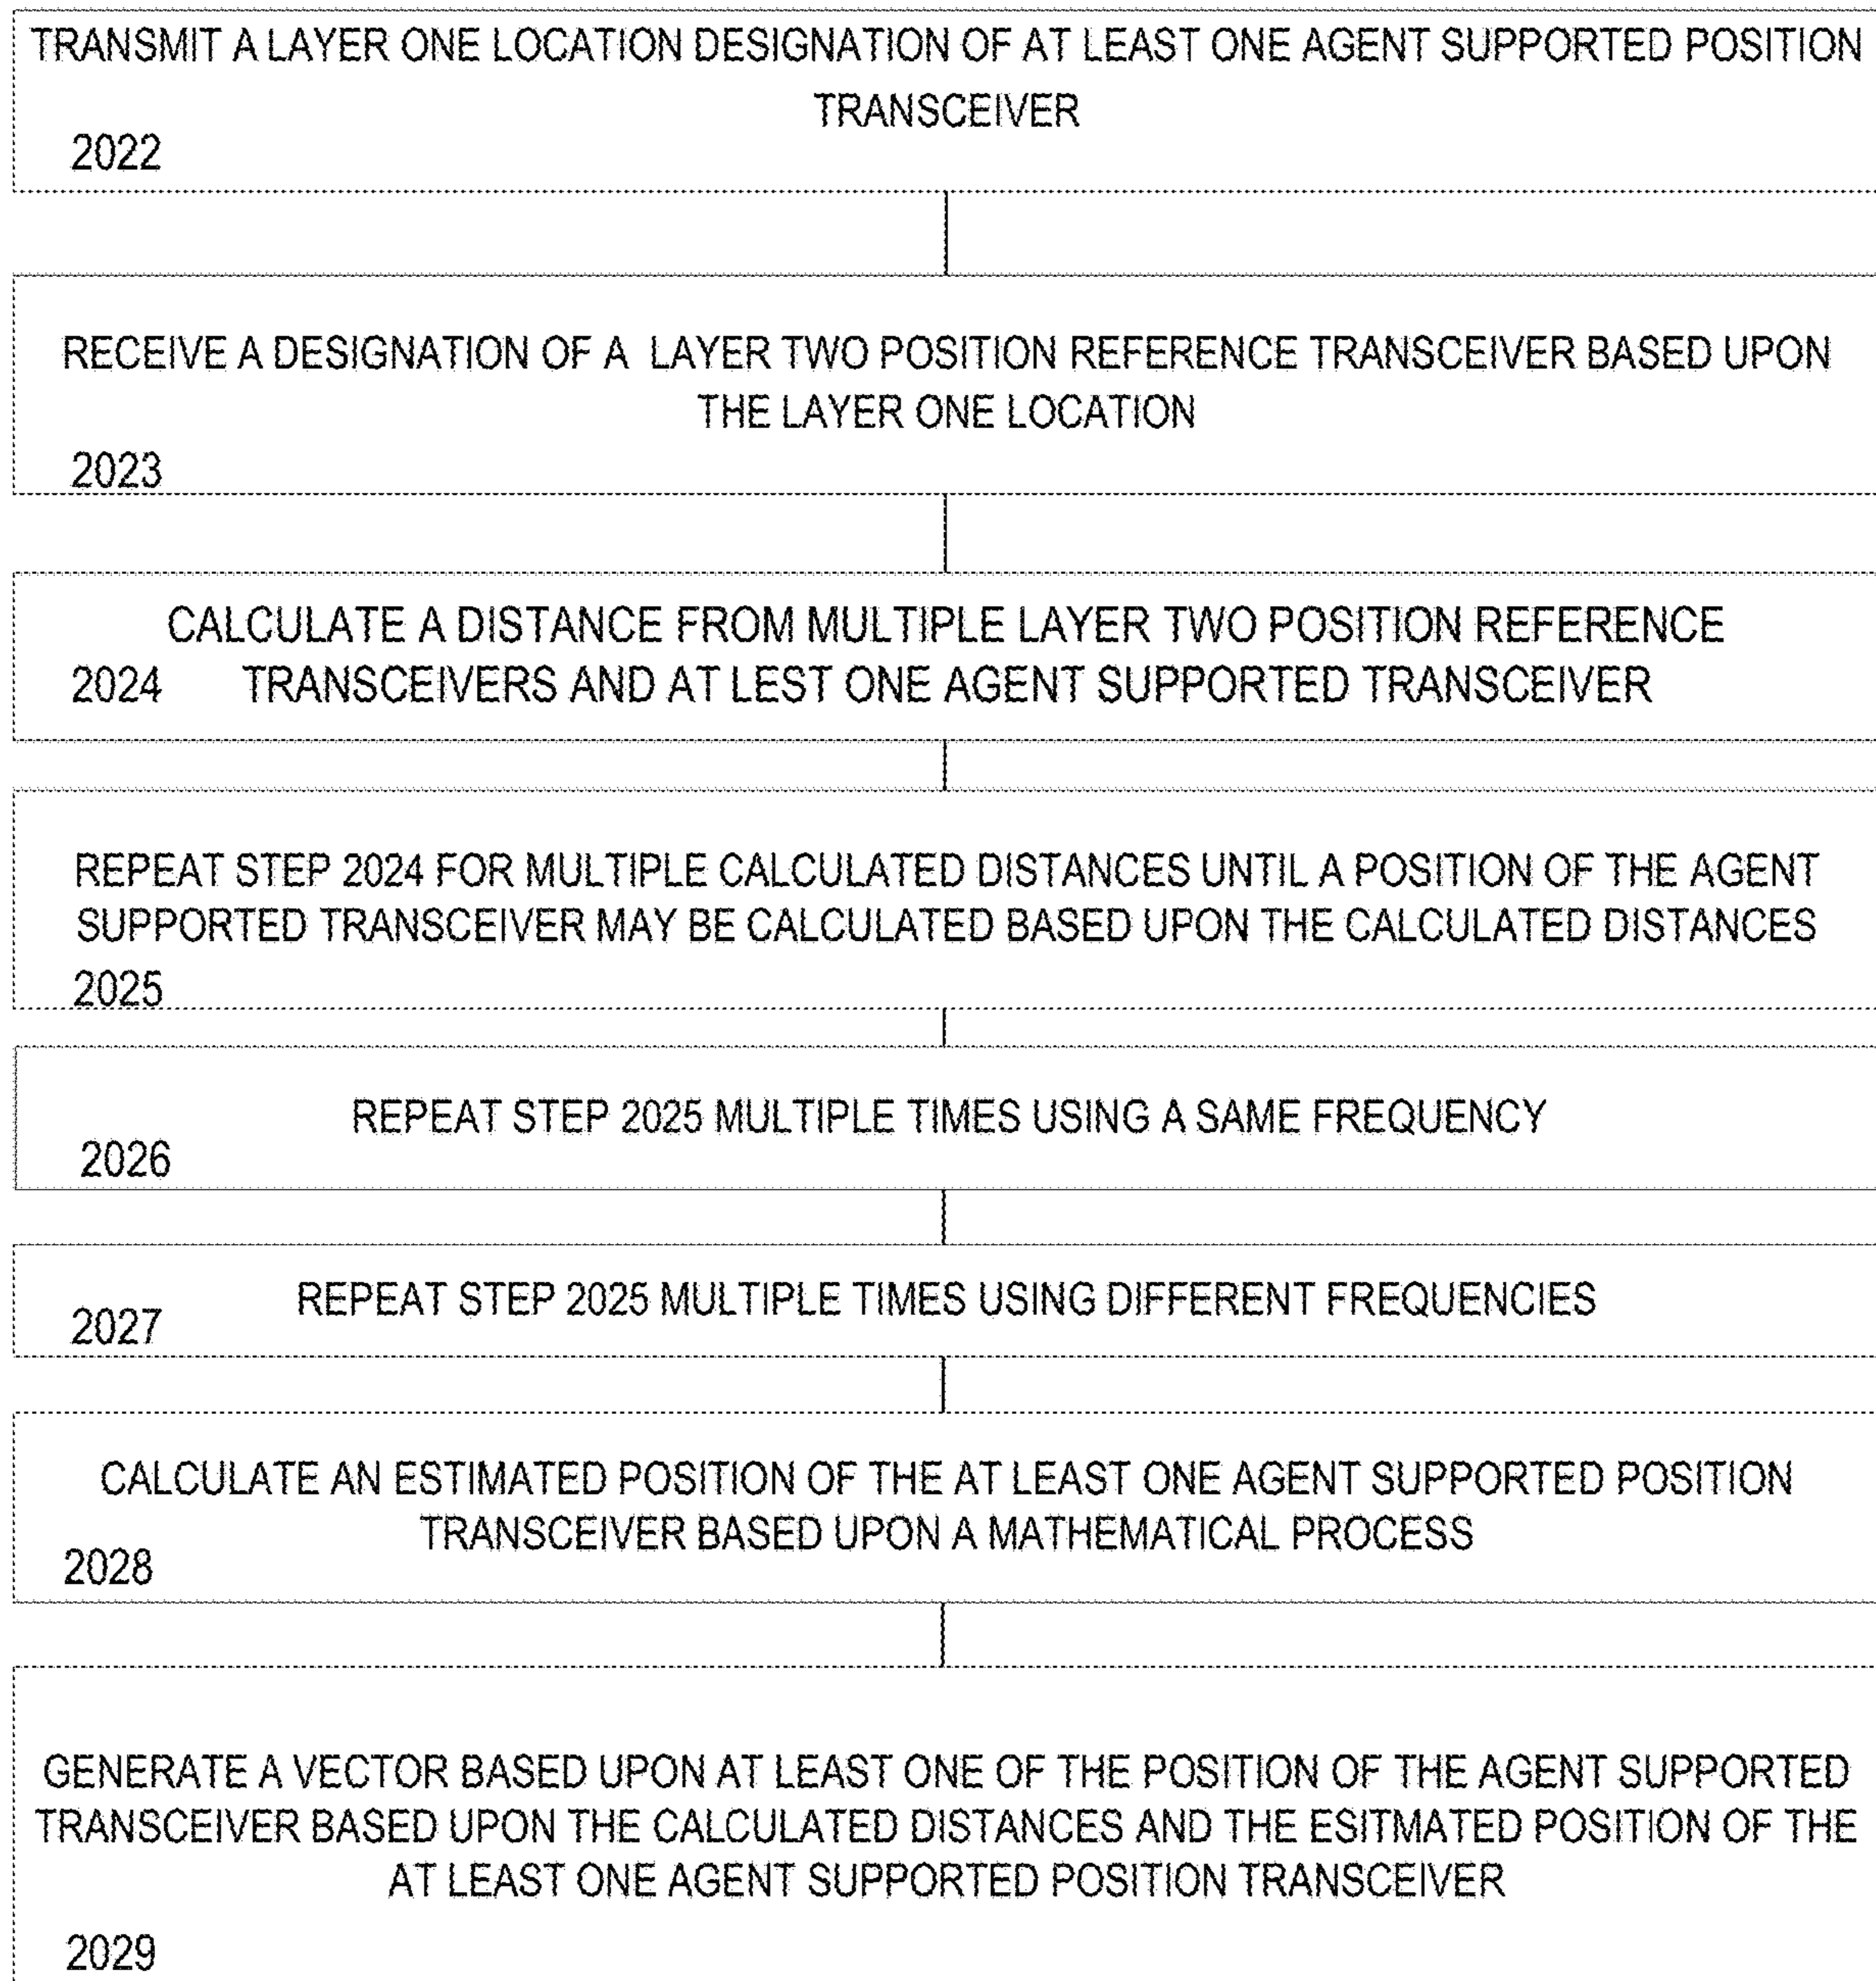 TRANSMIT A LAYER ONE LOCATION DESIGNATION OF AT LEAST ONE AGENT SUPPORTED POSITION
TRANSCEIVER
2022
RECEIVE A DESIGNATION OF A LAYER TWO POSITION REFERENCE TRANSCEIVER BASED UPON
THE LAYER ONE LOCATION
2023
CALCULATE A DISTANCE FROM MULTIPLE LAYER TWO POSITION REFERENCE
2024 TRANSCEIVERS AND AT LEST ONE AGENT SUPPORTED TRANSCEIVER
REPEAT STEP 2024 FOR MULTIPLE CALCULATED DISTANCES UNTIL A POSITION OF THE AGENT
SUPPORTED TRANSCEIVER MAY BE CALCULATED BASED UPON THE CALCULATED DISTANCES
2025
REPEAT STEP 2025 MULTIPLE TIMES USING A SAME FREQUENCY
2026
REPEAT STEP 2025 MULTIPLE TIMES USING DIFFERENT FREQUENCIES
2027
CALCULATE AN ESTIMATED POSITION OF THE AT LEAST ONE AGENT SUPPORTED POSITION
TRANSCEIVER BASED UPON A MATHEMATICAL PROCESS
2028
GENERATE A VECTOR BASED UPON AT LEAST ONE OF THE POSITION OF THE AGENT SUPPORTED
TRANSCEIVER BASED UPON THE CALCULATED DISTANCES AND THE ESITMATED POSITION OF THE
AT LEAST ONE AGENT SUPPORTED POSITION TRANSCEIVER
2029